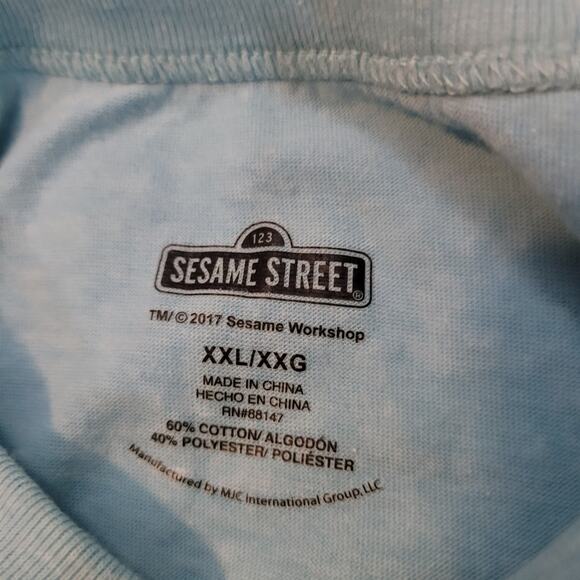 123
SESAME STREET®
TM/© 2017 Sesame Workshop
XXL/XXG
MADE IN CHINA
HECHO EN CHINA
RN#88147
60% COTTON/ ALGODÓN
40% POLYESTER/ POLIÉSTER
Manufactured by MJC International Group, LLC